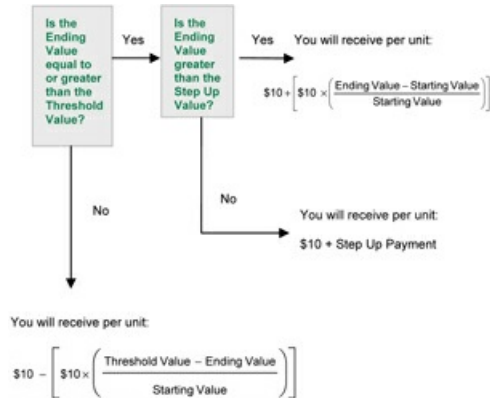 Is the
Ending
Value
equal to
or greater
than the
Threshold
Value?
Yes
Is the
Ending
Value
greater
than the
Step Up
Value?
Yes
You will receive per unit:
$10 + [ $10 × ( Ending Value – Starting Value
Starting Value ) ]
No
No
You will receive per unit:
$10 + Step Up Payment
You will receive per unit:
$10 – [ $10 × ( Threshold Value – Ending Value
Starting Value ) ]